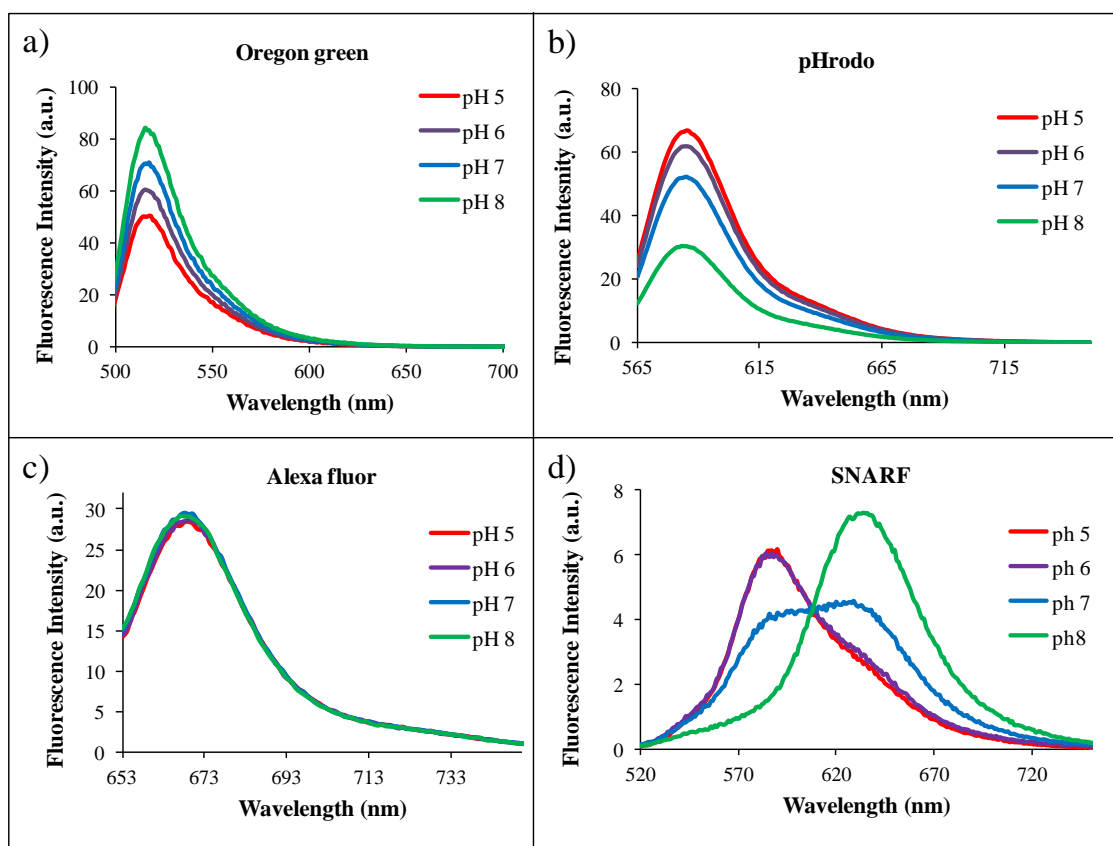 a)
Oregon green
Fluorescence Intensity (a.u.)
100
80
60
40
20
0
500 550 600 650 700
Wavelength (nm)
pH 5
pH 6
pH 7
pH 8
b)
pHrodo
Fluorescence Intesnity (a.u.)
80
60
40
20
0
565 615 665 715
Wavelength (nm)
pH 5
pH 6
pH 7
pH 8
c)
Alexa fluor
Fluorescence Intensity (a.u.)
30
25
20
15
10
5
0
653 673 693 713 733
Wavelength (nm)
pH 5
pH 6
pH 7
pH 8
d)
SNARF
Fluorescence Intensity (a.u.)
8
6
4
2
0
520 570 620 670 720
Wavelength (nm)
ph 5
ph 6
ph 7
ph8